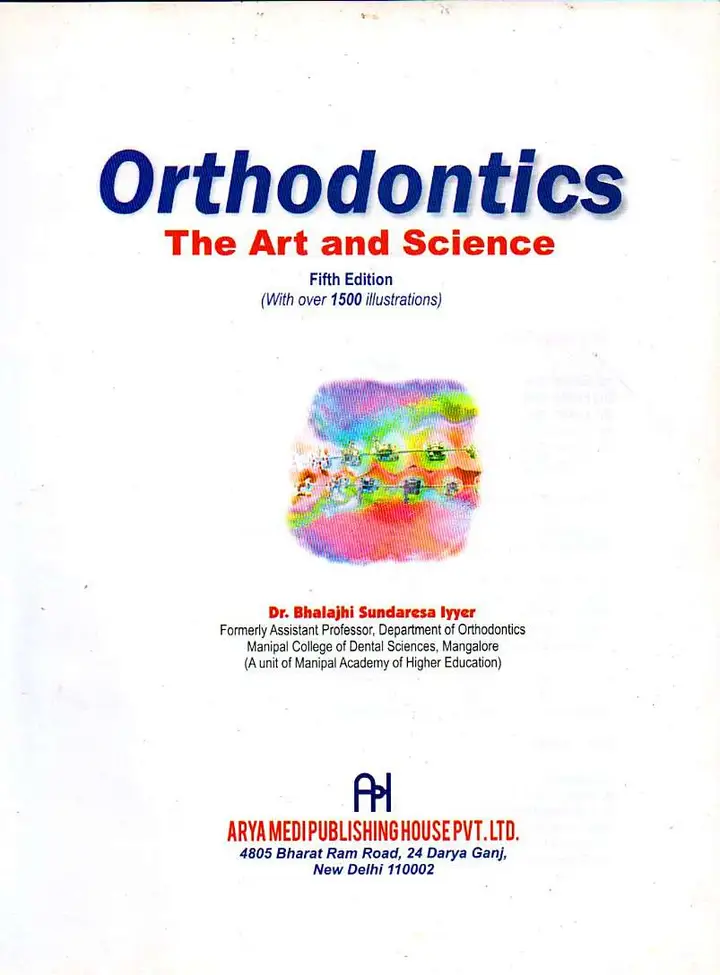 Orthodontics
The Art and Science
Fifth Edition
(With over 1500 illustrations)
Dr. Bhalajhi Sundaresa Iyyer
Formerly Assistant Professor, Department of Orthodontics
Manipal College of Dental Sciences, Mangalore
(A unit of Manipal Academy of Higher Education)
APH
ARYA MEDI PUBLISHING HOUSE PVT. LTD.
4805 Bharat Ram Road, 24 Darya Ganj,
New Delhi 110002